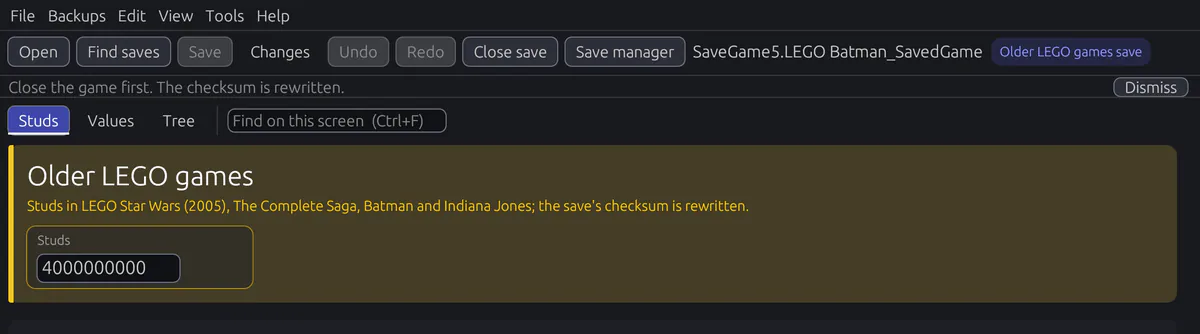 File Backups Edit View Tools Help
Open Find saves Save Changes Undo Redo Close save Save manager SaveGame5.LEGO Batman_SavedGame Older LEGO games save
Close the game first. The checksum is rewritten. Dismiss
Studs Values Tree Find on this screen (Ctrl+F)
Older LEGO games
Studs in LEGO Star Wars (2005), The Complete Saga, Batman and Indiana Jones; the save's checksum is rewritten.
Studs
4000000000